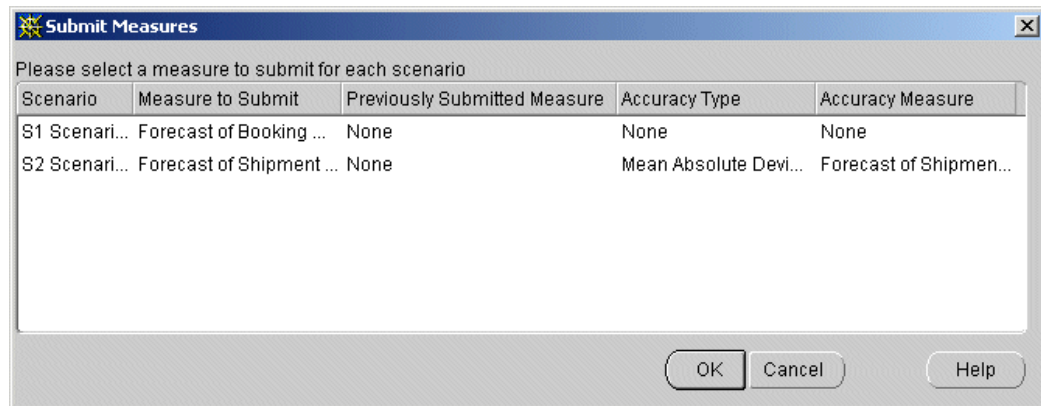 Submit Measures
Please select a measure to submit for each scenario
Scenario Measure to Submit Previously Submitted Measure Accuracy Type Accuracy Measure
S1 Scenari... Forecast of Booking ... None None None
S2 Scenari... Forecast of Shipment ... None Mean Absolute Devi... Forecast of Shipmen...
OK Cancel Help